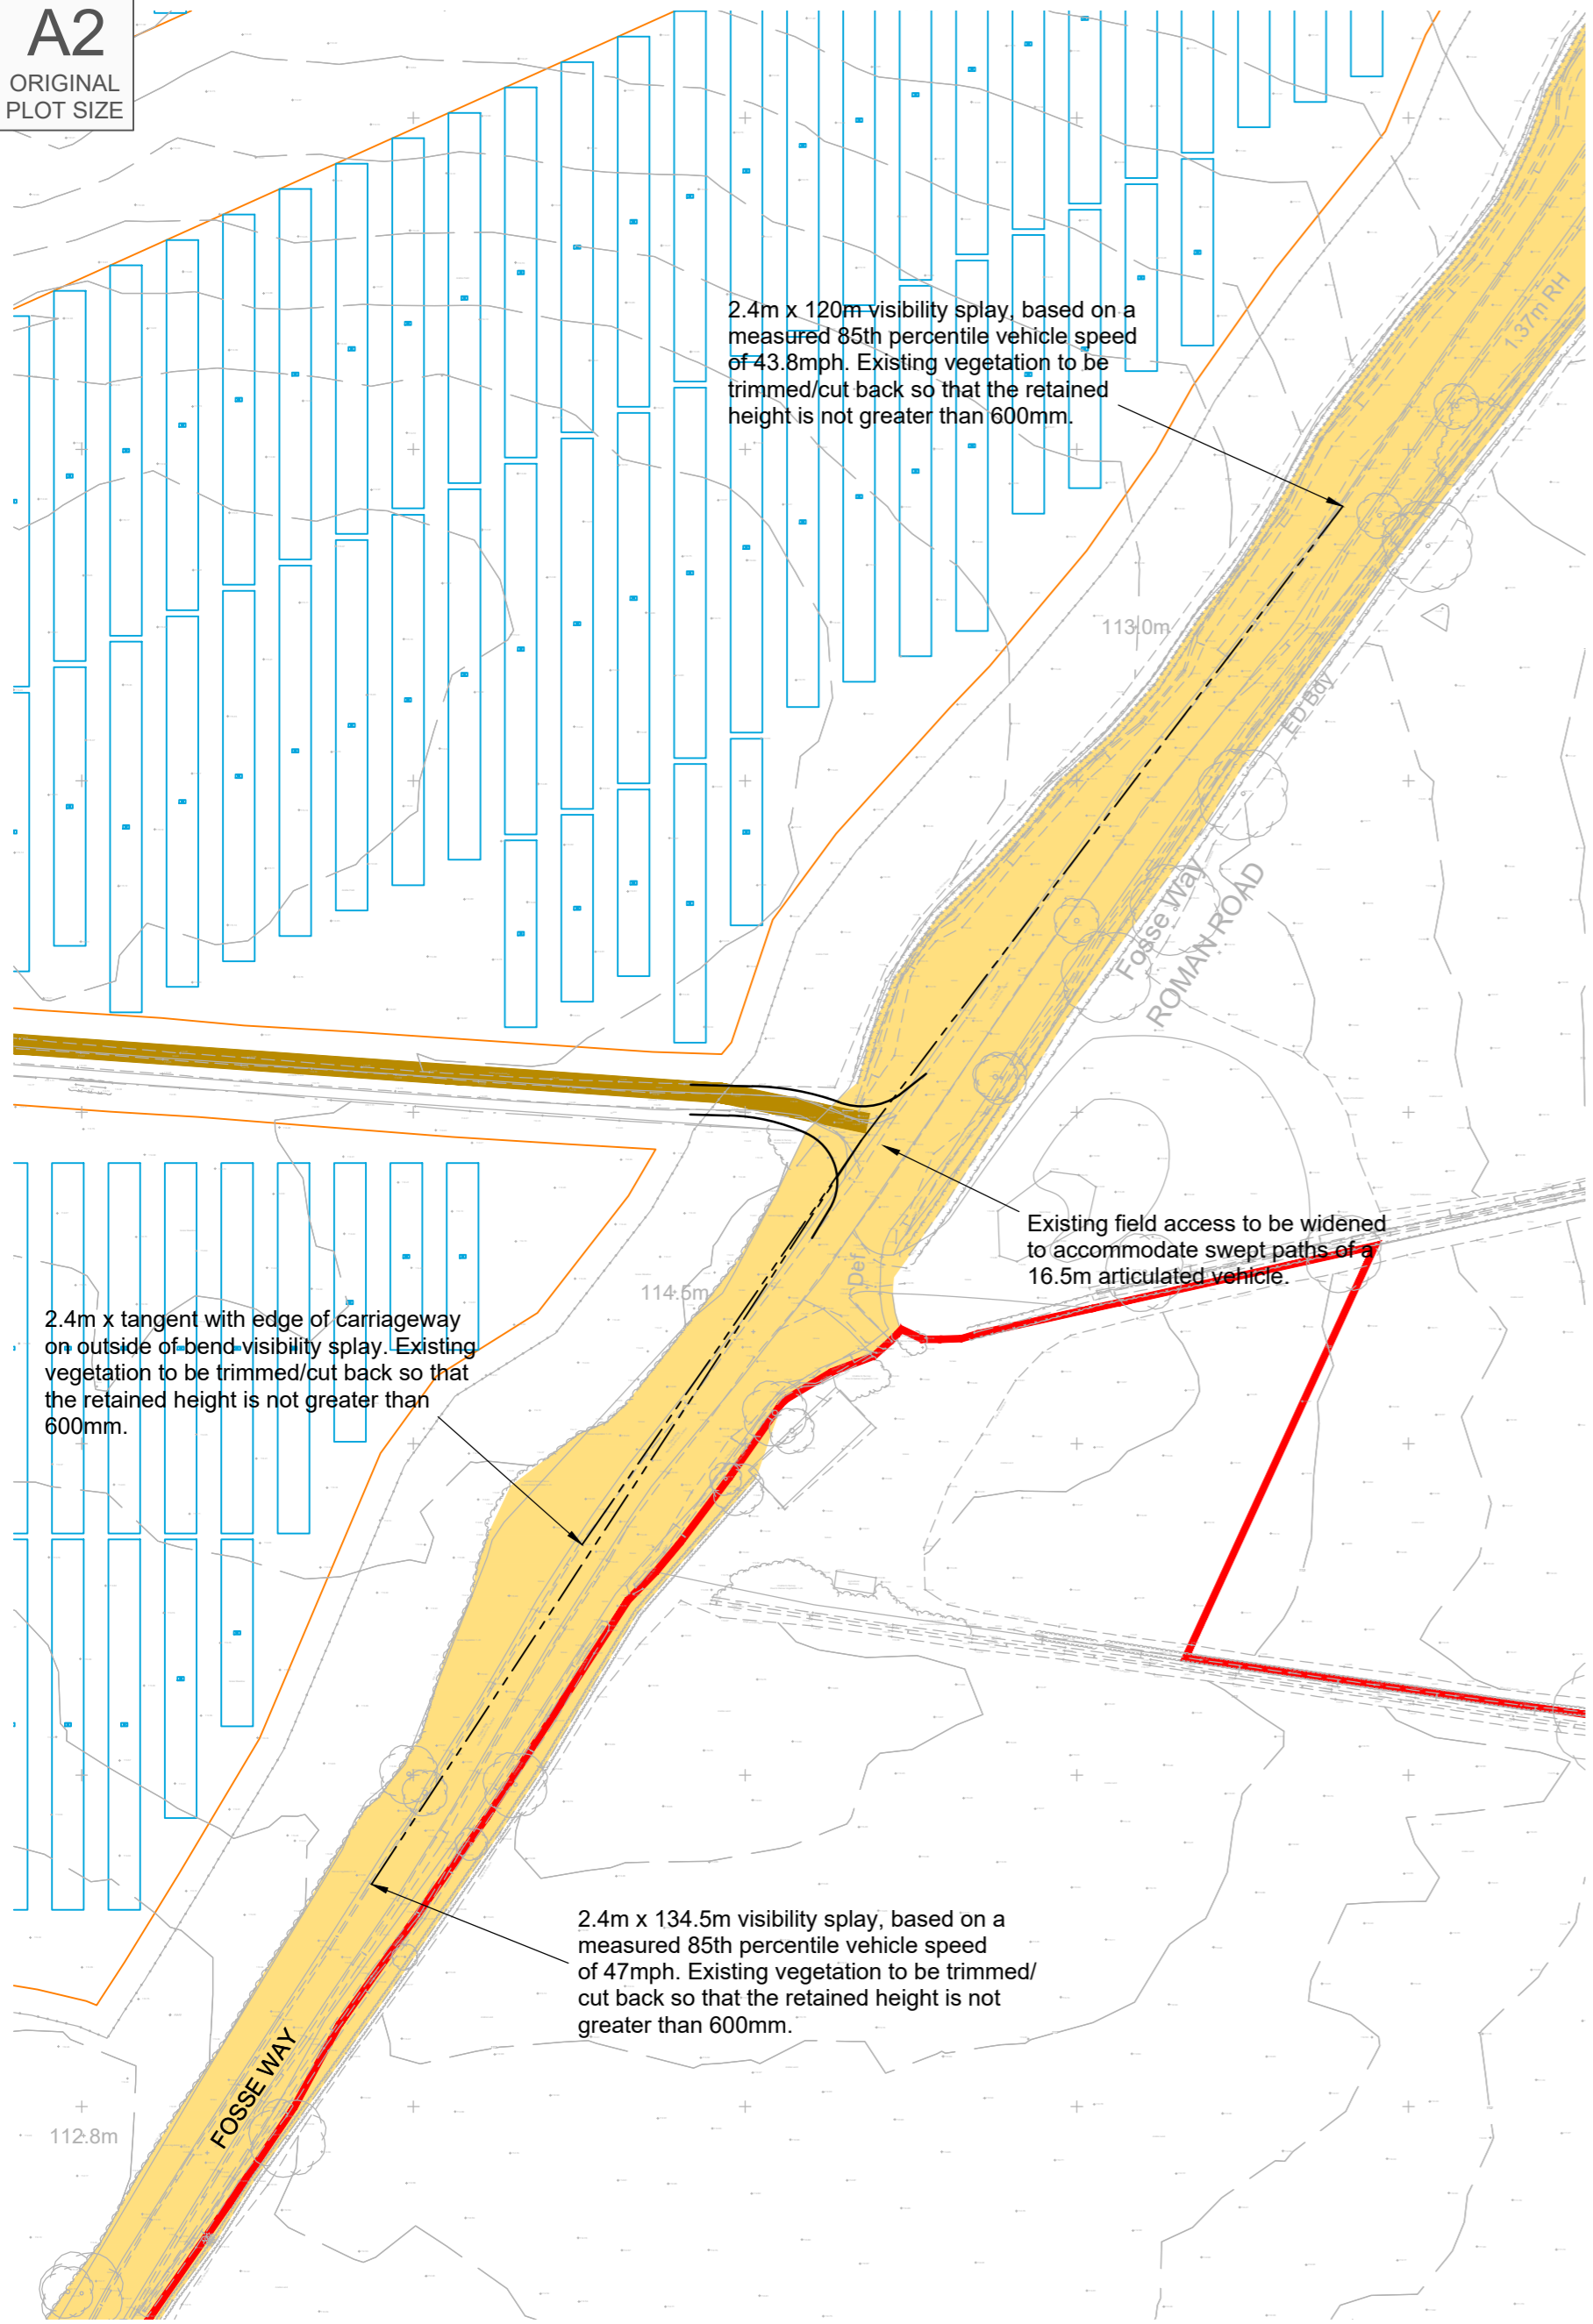 A2
ORIGINAL
PLOT SIZE
2.4m x 120m visibility splay, based on a
measured 85th percentile vehicle speed
of 43.8mph. Existing vegetation to be
trimmed/cut back so that the retained
height is not greater than 600mm.
1.37m RH
113.0m
ED Bdy
Fosse Way
ROMAN ROAD
Existing field access to be widened
to accommodate swept paths of a
16.5m articulated vehicle.
Def
114.5m
2.4m x tangent with edge of carriageway
on outside of bend visibility splay. Existing
vegetation to be trimmed/cut back so that
the retained height is not greater than
600mm.
2.4m x 134.5m visibility splay, based on a
measured 85th percentile vehicle speed
of 47mph. Existing vegetation to be trimmed/
cut back so that the retained height is not
greater than 600mm.
FOSSE WAY
112.8m